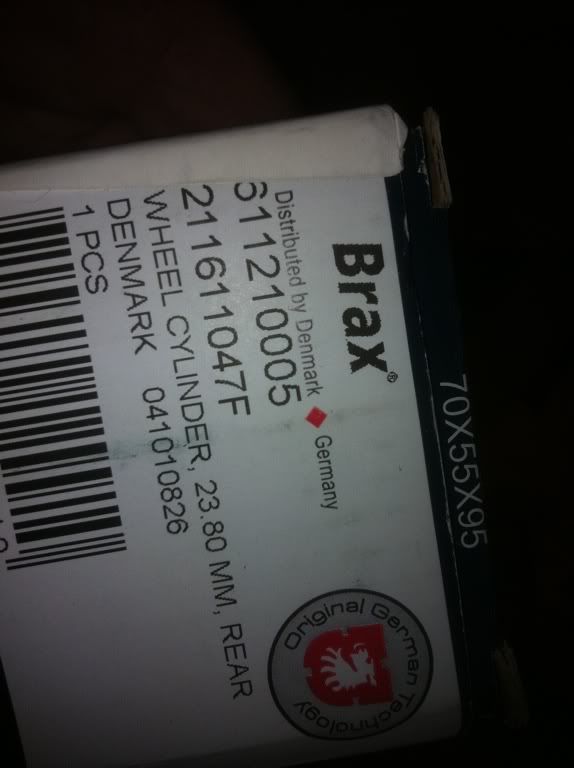 Brax®
Distributed by Denmark Germany
611210005
211611047F
WHEEL CYLINDER, 23.80 MM, REAR
DENMARK 041010826
1 PCS
Original German Technology
70X55X95